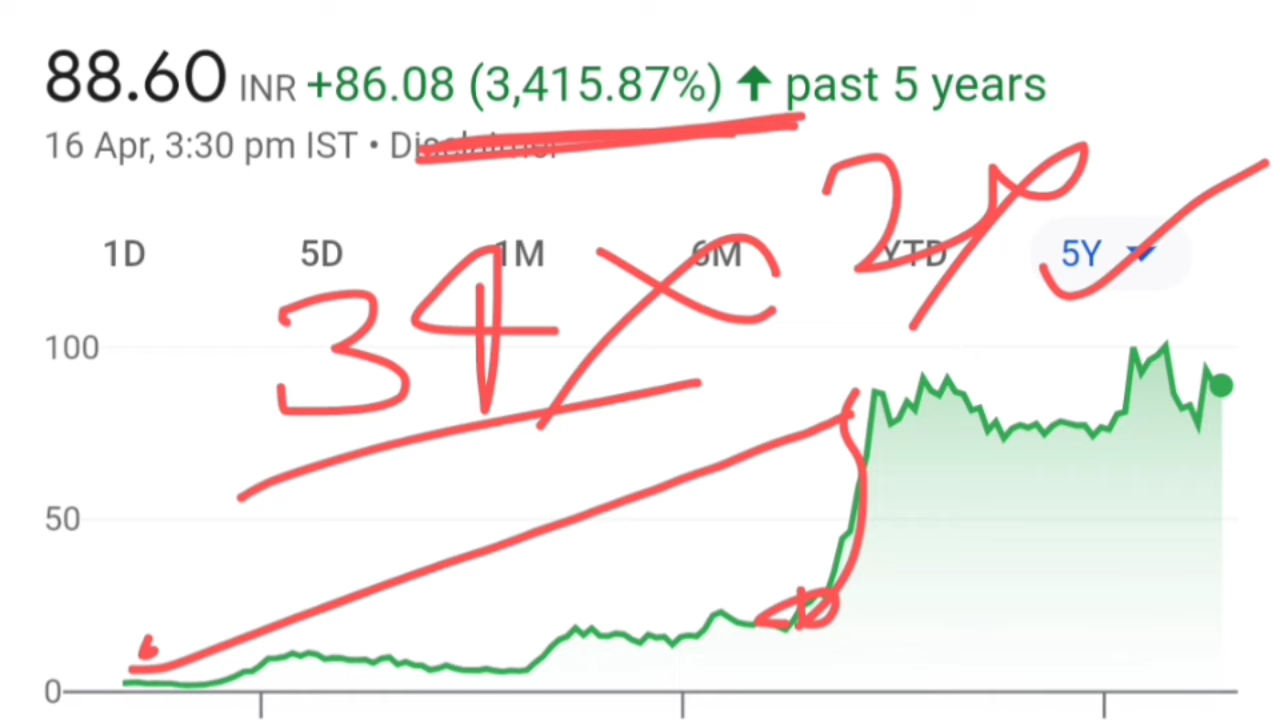 88.60 INR +86.08 (3,415.87%) ↑ past 5 years
16 Apr, 3:30 pm IST • Disclaimer
1D 5D 1M 6M YTD 5Y
34X 2x
100
50
0